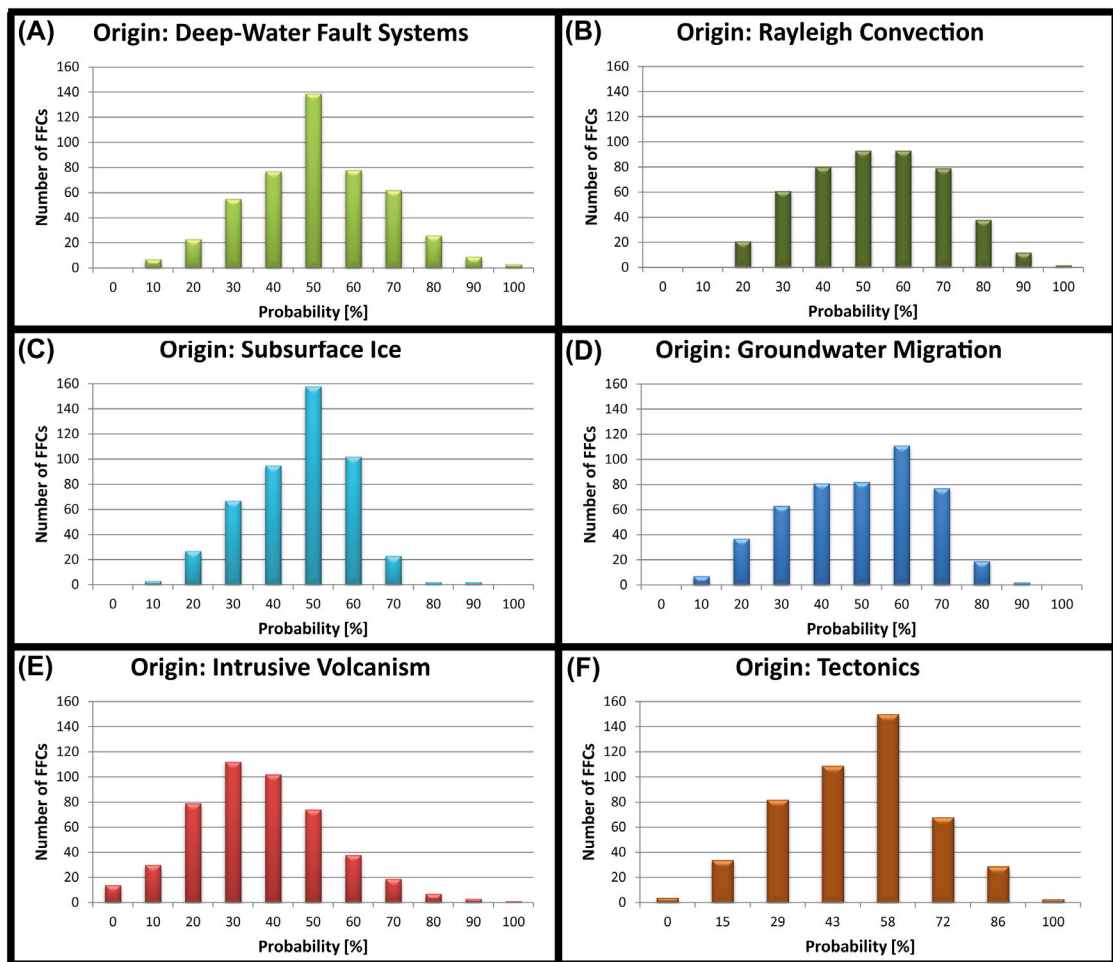 (A) Origin: Deep-Water Fault Systems
160
140
120
100
80
60
40
20
0
Number of FFCs
0 10 20 30 40 50 60 70 80 90 100
Probability [%]
(B) Origin: Rayleigh Convection
160
140
120
100
80
60
40
20
0
Number of FFCs
0 10 20 30 40 50 60 70 80 90 100
Probability [%]
(C) Origin: Subsurface Ice
160
140
120
100
80
60
40
20
0
Number of FFCs
0 10 20 30 40 50 60 70 80 90 100
Probability [%]
(D) Origin: Groundwater Migration
160
140
120
100
80
60
40
20
0
Number of FFCs
0 10 20 30 40 50 60 70 80 90 100
Probability [%]
(E) Origin: Intrusive Volcanism
160
140
120
100
80
60
40
20
0
Number of FFCs
0 10 20 30 40 50 60 70 80 90 100
Probability [%]
(F) Origin: Tectonics
160
140
120
100
80
60
40
20
0
Number of FFCs
0 15 29 43 58 72 86 100
Probability [%]